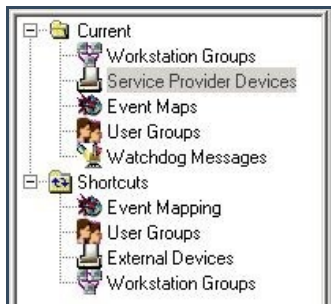 Current
Workstation Groups
Service Provider Devices
Event Maps
User Groups
Watchdog Messages
Shortcuts
Event Mapping
User Groups
External Devices
Workstation Groups